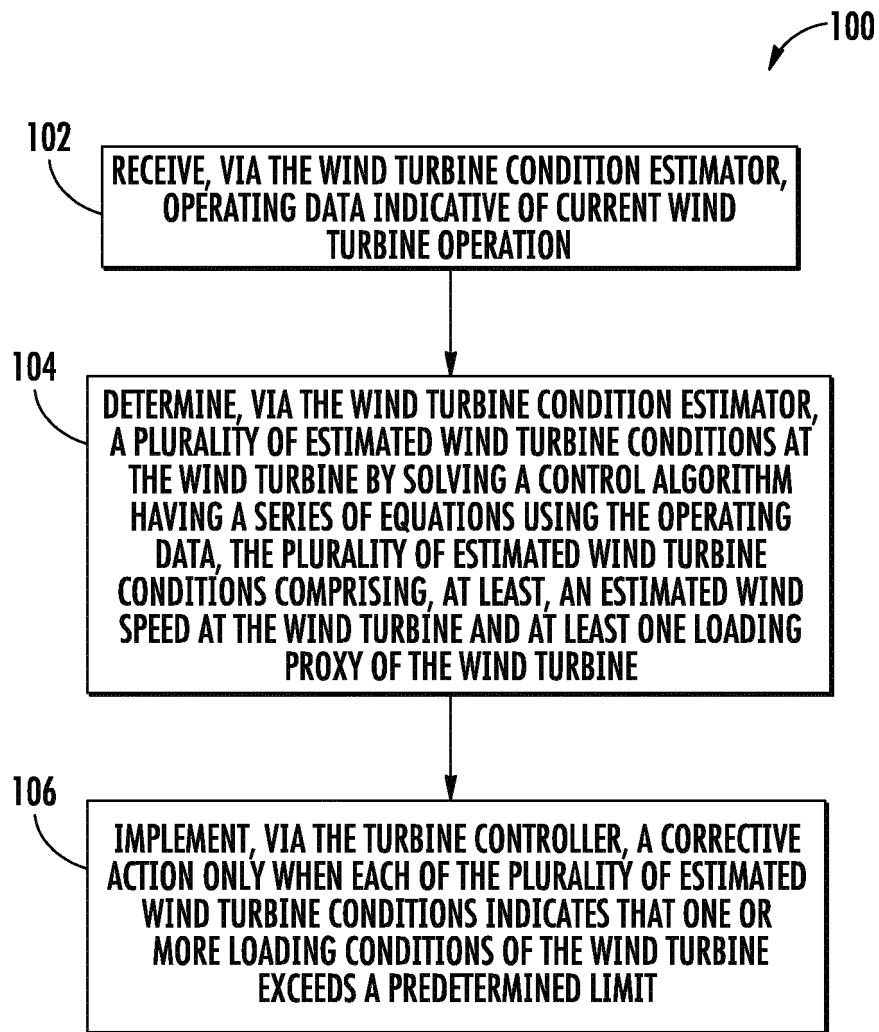 100
102
RECEIVE, VIA THE WIND TURBINE CONDITION ESTIMATOR,
OPERATING DATA INDICATIVE OF CURRENT WIND
TURBINE OPERATION
104
DETERMINE, VIA THE WIND TURBINE CONDITION ESTIMATOR,
A PLURALITY OF ESTIMATED WIND TURBINE CONDITIONS AT
THE WIND TURBINE BY SOLVING A CONTROL ALGORITHM
HAVING A SERIES OF EQUATIONS USING THE OPERATING
DATA, THE PLURALITY OF ESTIMATED WIND TURBINE
CONDITIONS COMPRISING, AT LEAST, AN ESTIMATED WIND
SPEED AT THE WIND TURBINE AND AT LEAST ONE LOADING
PROXY OF THE WIND TURBINE
106
IMPLEMENT, VIA THE TURBINE CONTROLLER, A CORRECTIVE
ACTION ONLY WHEN EACH OF THE PLURALITY OF ESTIMATED
WIND TURBINE CONDITIONS INDICATES THAT ONE OR
MORE LOADING CONDITIONS OF THE WIND TURBINE
EXCEEDS A PREDETERMINED LIMIT